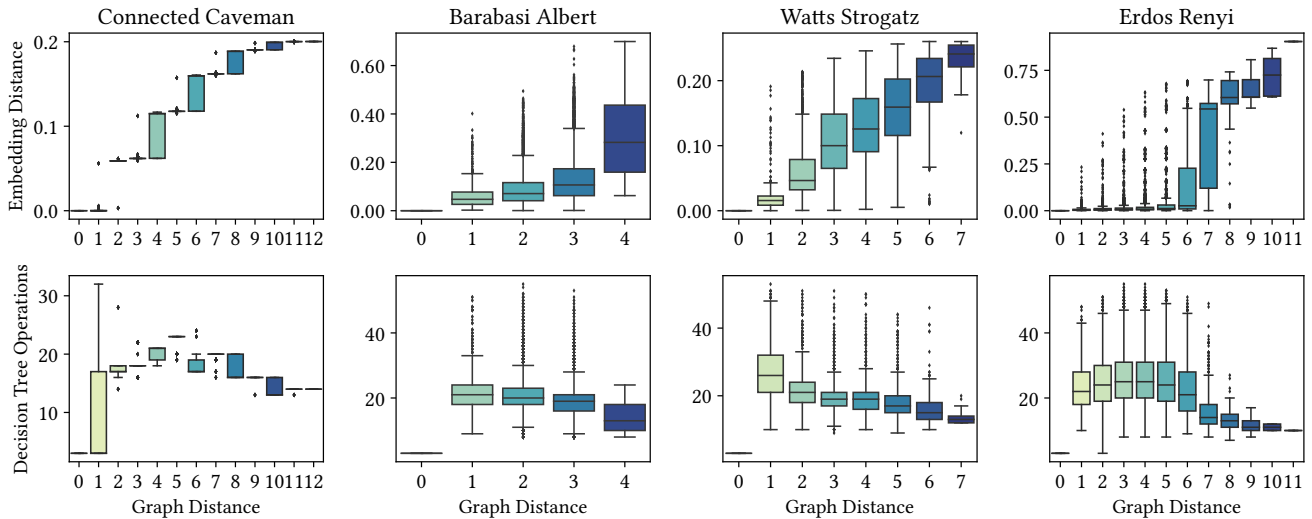 Connected Caveman
Barabasi Albert
Watts Strogatz
Erdos Renyi
Embedding Distance
0.2
0.1
0.0
0 1 2 3 4 5 6 7 8 9 10 11 12
0.60
0.40
0.20
0.00
0 1 2 3 4
0.20
0.10
0.00
0 1 2 3 4 5 6 7
0.75
0.50
0.25
0.00
0 1 2 3 4 5 6 7 8 9 10 11
Decision Tree Operations
30
20
10
0 1 2 3 4 5 6 7 8 9 10 11 12
Graph Distance
40
20
0 1 2 3 4
Graph Distance
40
20
0 1 2 3 4 5 6 7
Graph Distance
40
20
0 1 2 3 4 5 6 7 8 9 10 11
Graph Distance